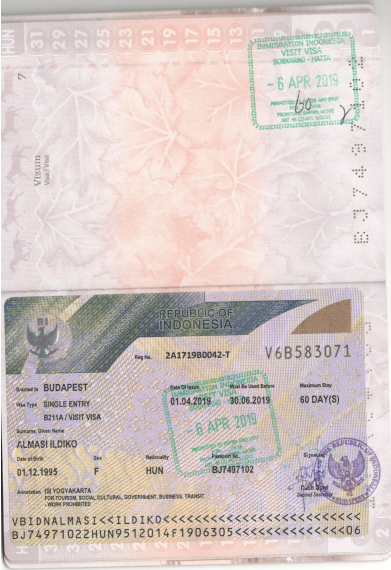 HUN 31 29 27 25 23 21 19 17 15 13
7
Vízum
Visa/Visa
IMMIGRATION INDONESIA
VISIT VISA
SOEKARNO - HATTA
- 6 APR 2019
60
REPUBLIC OF
INDONESIA
Reg no. 2A1719B0042-T V6B583071
Granted in BUDAPEST Date Of Issue Must Be Used Before Maximum Stay
Visa Type SINGLE ENTRY 01.04.2019 30.06.2019 60 DAY(S)
B211A / VISIT VISA
Surname, Given Name
ALMASI ILDIKO
IMMIGRATION INDONESIA
VISIT VISA
- 6 APR 2019
Date of Birth Sex Nationality Passport No. Signature
01.12.1995 F HUN BJ7497102
Annotation ISI YOGYAKARTA
FOR TOURISM, SOCIAL, CULTURAL, GOVERNMENT, BUSINESS, TRANSIT
- WORK PROHIBITED
Second Secretary
VBIDNALMASI<<ILDIKO<<<<<<<<<<<<<<<<<
BJ74971022HUN9512014F1906305<<<<<<<<06